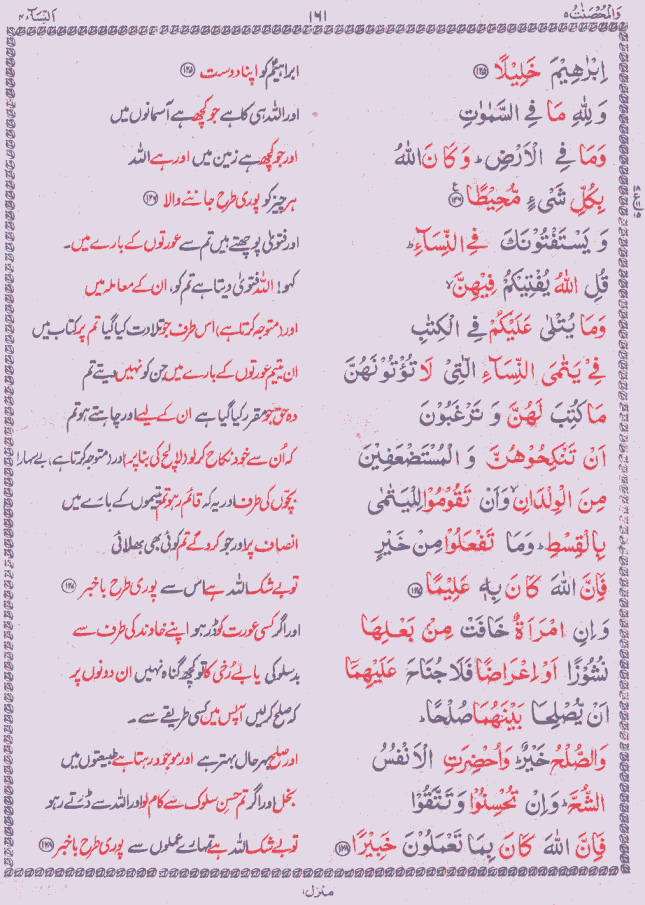 وَالْمُحْصَنٰتُ ٥ ١٦١ اَلنِّسَآء ٤
اِبْرٰهِيْمَ خَلِيْلًا ﴿١٢٥﴾ ابراہیمؑ کو اپنا دوست ﴿١٢٥﴾
وَلِلّٰهِ مَا فِي السَّمٰوٰتِ اور اللہ ہی کا ہے جو کچھ ہے آسمانوں میں
وَمَا فِي الْاَرْضِ ؕ وَكَانَ اللّٰهُ اور جو کچھ ہے زمین میں اور ہے اللہ
بِكُلِّ شَيْءٍ مُّحِيْطًا ﴿١٢٦﴾ ہر چیز کو پوری طرح جاننے والا ﴿١٢٦﴾
وَيَسْتَفْتُوْنَكَ فِي النِّسَآءِ ؕ اور فتویٰ پوچھتے ہیں تم سے عورتوں کے بارے میں۔
قُلِ اللّٰهُ يُفْتِيْكُمْ فِيْهِنَّ ۙ کہو! اللہ فتویٰ دیتا ہے تم کو، ان کے معاملہ میں
وَمَا يُتْلٰى عَلَيْكُمْ فِي الْكِتٰبِ اور (متوجہ کرتا ہے) اس طرف جو تلاوت کیا گیا تم پر کتاب میں
فِيْ يَتٰمَى النِّسَآءِ الّٰتِيْ لَا تُؤْتُوْنَهُنَّ ان یتیم عورتوں کے بارے میں جن کو نہیں دیتے تم
مَا كُتِبَ لَهُنَّ وَتَرْغَبُوْنَ وہ حق جو مقرر کیا گیا ہے ان کے لیے اور چاہتے ہو تم
اَنْ تَنْكِحُوْهُنَّ وَالْمُسْتَضْعَفِيْنَ کہ اُن سے خود نکاح کر لو (لالچ کی بنا پر) اور (متوجہ کرتا ہے) بے سہارا
مِنَ الْوِلْدَانِ ۙ وَاَنْ تَقُوْمُوْا لِلْيَتٰمٰى بچّوں کی طرف اور یہ کہ قائم رہو تم یتیموں کے بارے میں
بِالْقِسْطِ ؕ وَمَا تَفْعَلُوْا مِنْ خَيْرٍ انصاف پر اور جو کرو گے تم کوئی بھی بھلائی
فَاِنَّ اللّٰهَ كَانَ بِهٖ عَلِيْمًا ﴿١٢٧﴾ تو بے شک اللہ ہے اس سے پوری طرح باخبر ﴿١٢٧﴾
وَاِنِ امْرَاَةٌ خَافَتْ مِنْۢ بَعْلِهَا اور اگر کسی عورت کو ڈر ہو اپنے خاوند کی طرف سے
نُشُوْزًا اَوْ اِعْرَاضًا فَلَا جُنَاحَ عَلَيْهِمَا بدسلوکی یا بے رُخی کا تو کچھ گناہ نہیں ان دونوں پر
اَنْ يُّصْلِحَا بَيْنَهُمَا صُلْحًا ؕ کہ صلح کر لیں آپس میں کسی طریقے سے۔
وَالصُّلْحُ خَيْرٌ ؕ وَاُحْضِرَتِ الْاَنْفُسُ اور صلح بہر حال بہتر ہے اور موجود رہتا ہے طبیعتوں میں
الشُّحَّ ؕ وَاِنْ تُحْسِنُوْا وَتَتَّقُوْا بخل اور اگر تم حسن سلوک سے کام لو اور اللہ سے ڈرتے رہو
فَاِنَّ اللّٰهَ كَانَ بِمَا تَعْمَلُوْنَ خَبِيْرًا ﴿١٢٨﴾ تو بے شک اللہ ہے تمہارے عملوں سے پوری طرح باخبر ﴿١٢٨﴾
منزل ١